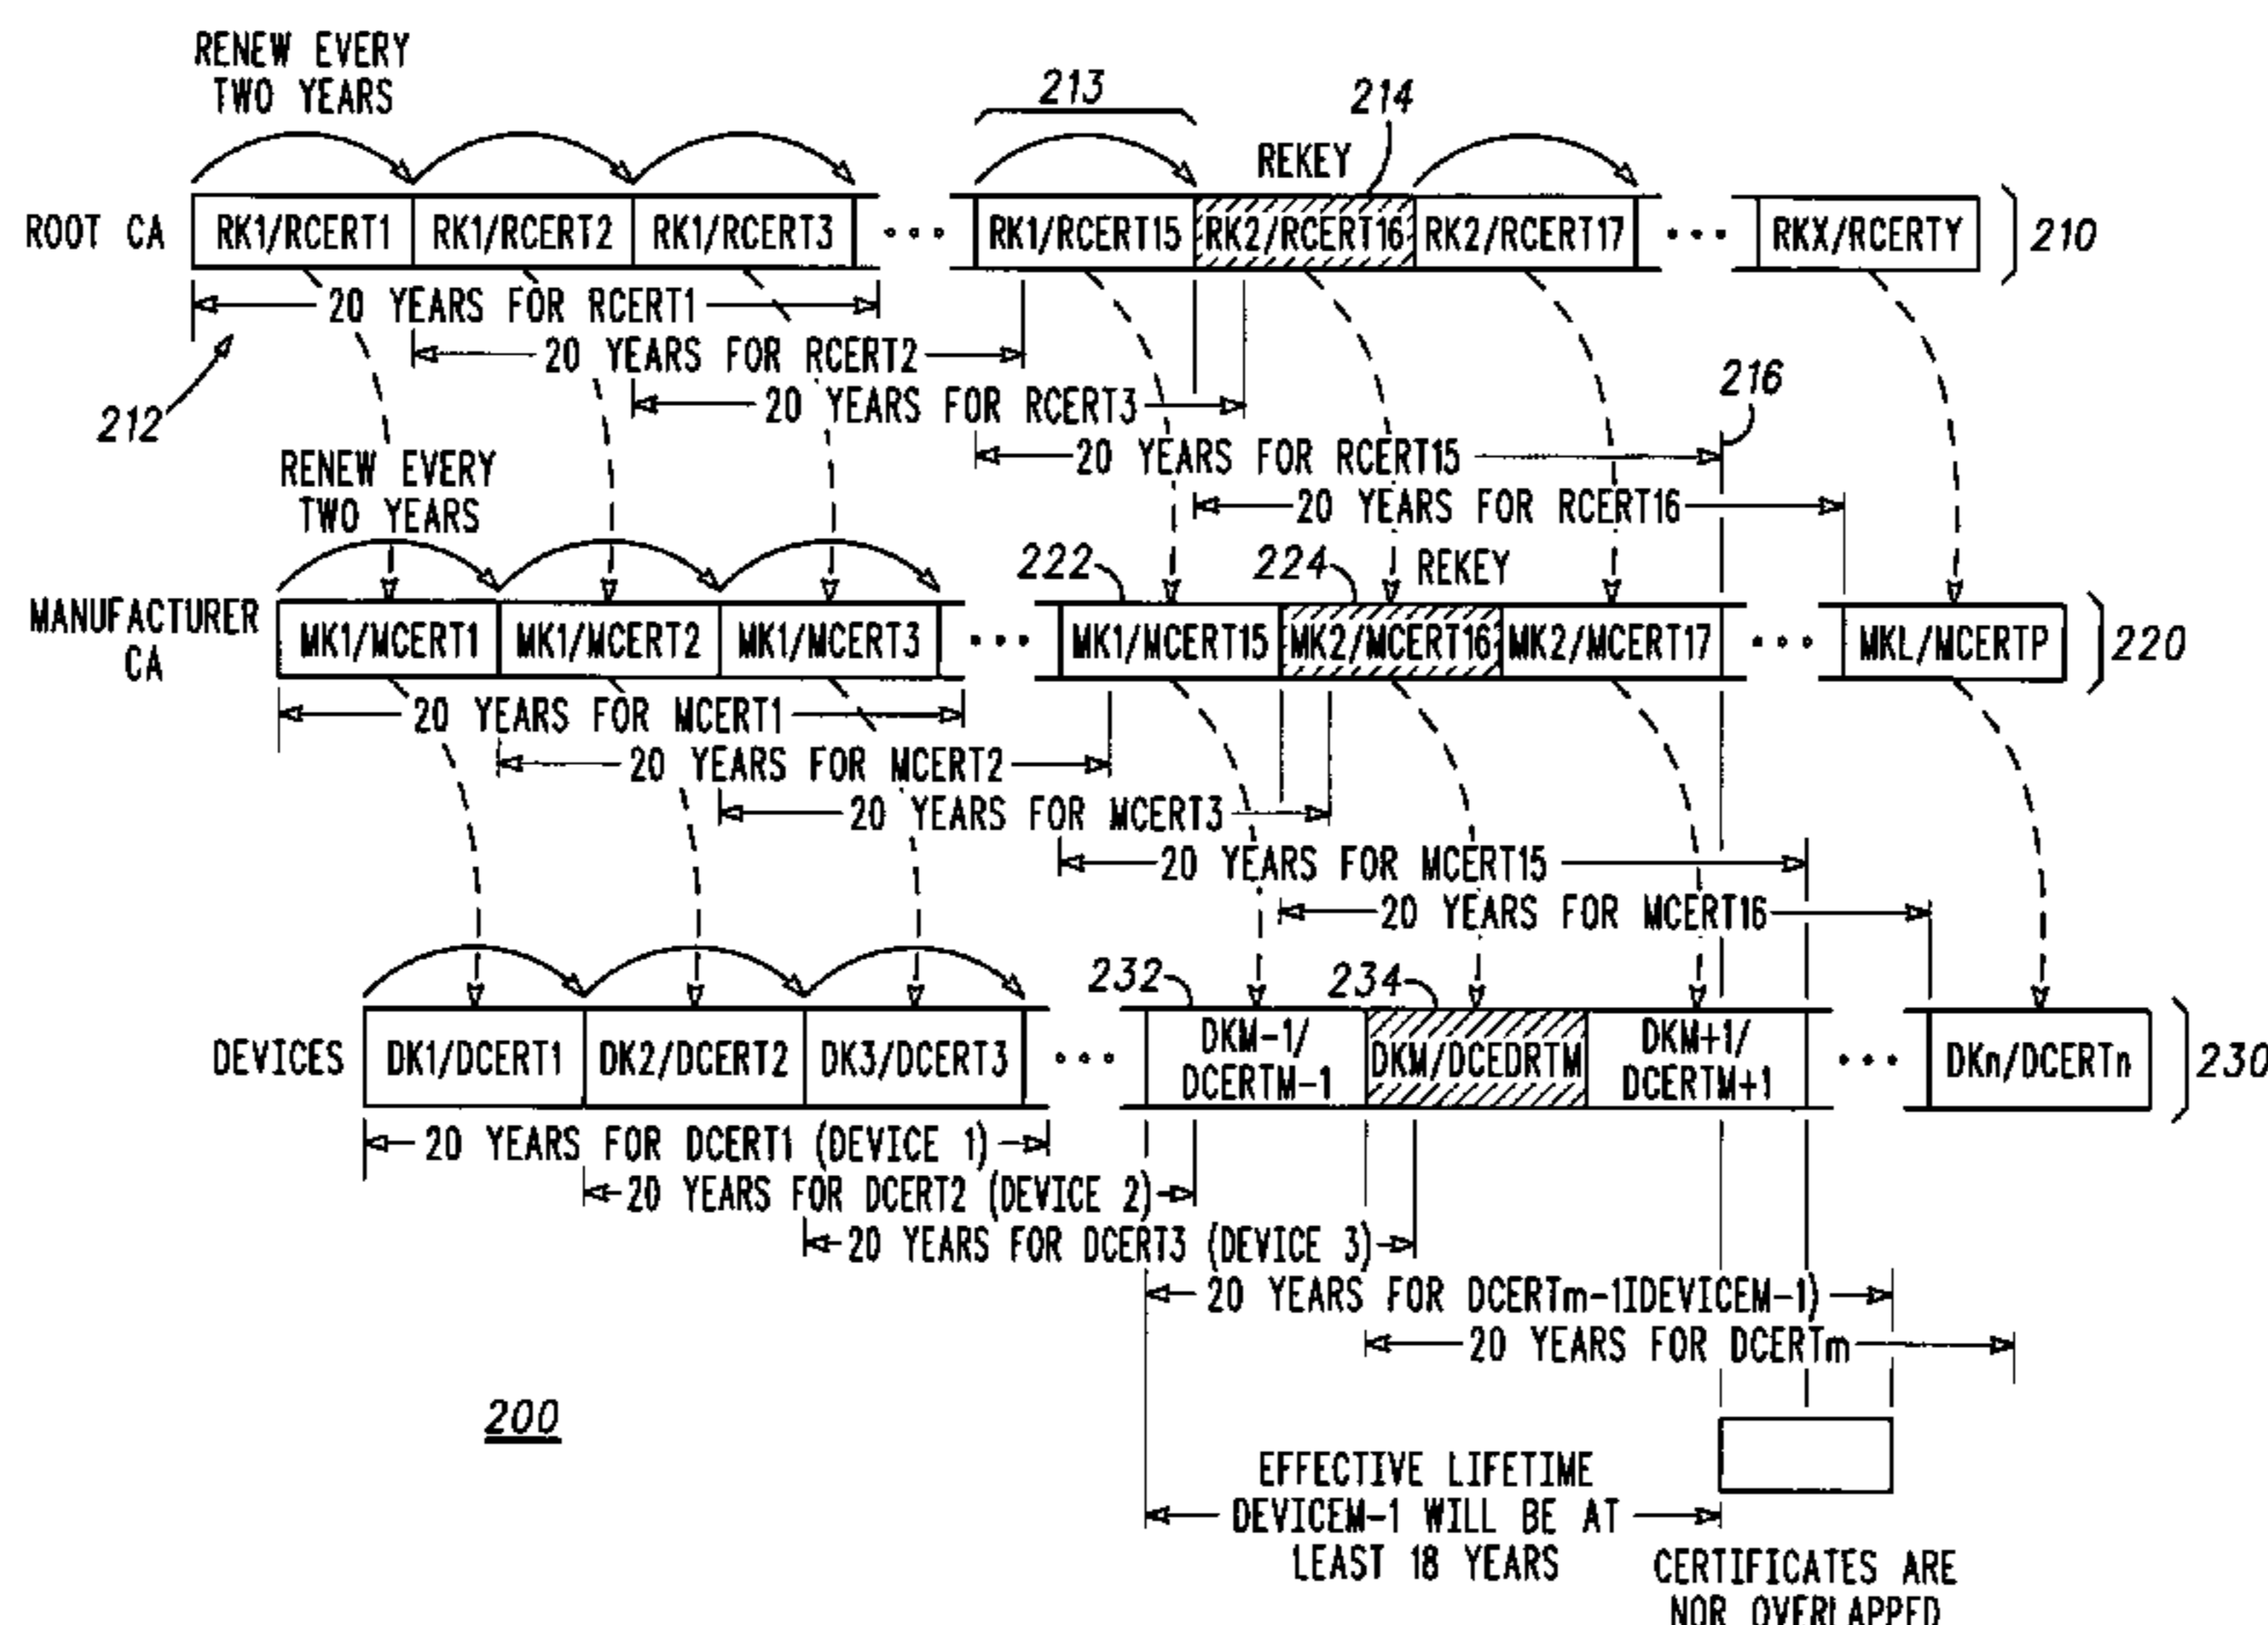 RENEW EVERY
TWO YEARS
213
214
REKEY
ROOT CA
RK1/RCERT1
RK1/RCERT2
RK1/RCERT3
RK1/RCERT15
RK2/RCERT16
RK2/RCERT17
RKX/RCERTY
210
20 YEARS FOR RCERT1
20 YEARS FOR RCERT2
20 YEARS FOR RCERT3
212
216
20 YEARS FOR RCERT15
20 YEARS FOR RCERT16
RENEW EVERY
TWO YEARS
222
224
REKEY
MANUFACTURER
CA
MK1/MCERT1
MK1/MCERT2
MK1/MCERT3
MK1/MCERT15
MK2/MCERT16
MK2/MCERT17
MKL/MCERTP
220
20 YEARS FOR MCERT1
20 YEARS FOR MCERT2
20 YEARS FOR MCERT3
20 YEARS FOR MCERT15
20 YEARS FOR MCERT16
232
234
DEVICES
DK1/DCERT1
DK2/DCERT2
DK3/DCERT3
DKM-1/
DCERTM-1
DKM/DCEDRTM
DKM+1/
DCERTM+1
DKn/DCERTn
230
20 YEARS FOR DCERT1 (DEVICE 1)
20 YEARS FOR DCERT2 (DEVICE 2)
20 YEARS FOR DCERT3 (DEVICE 3)
20 YEARS FOR DCERTm-1IDEVICEM-1)
20 YEARS FOR DCERTm
200
EFFECTIVE LIFETIME
DEVICEM-1 WILL BE AT
LEAST 18 YEARS
CERTIFICATES ARE
NOR OVERLAPPED